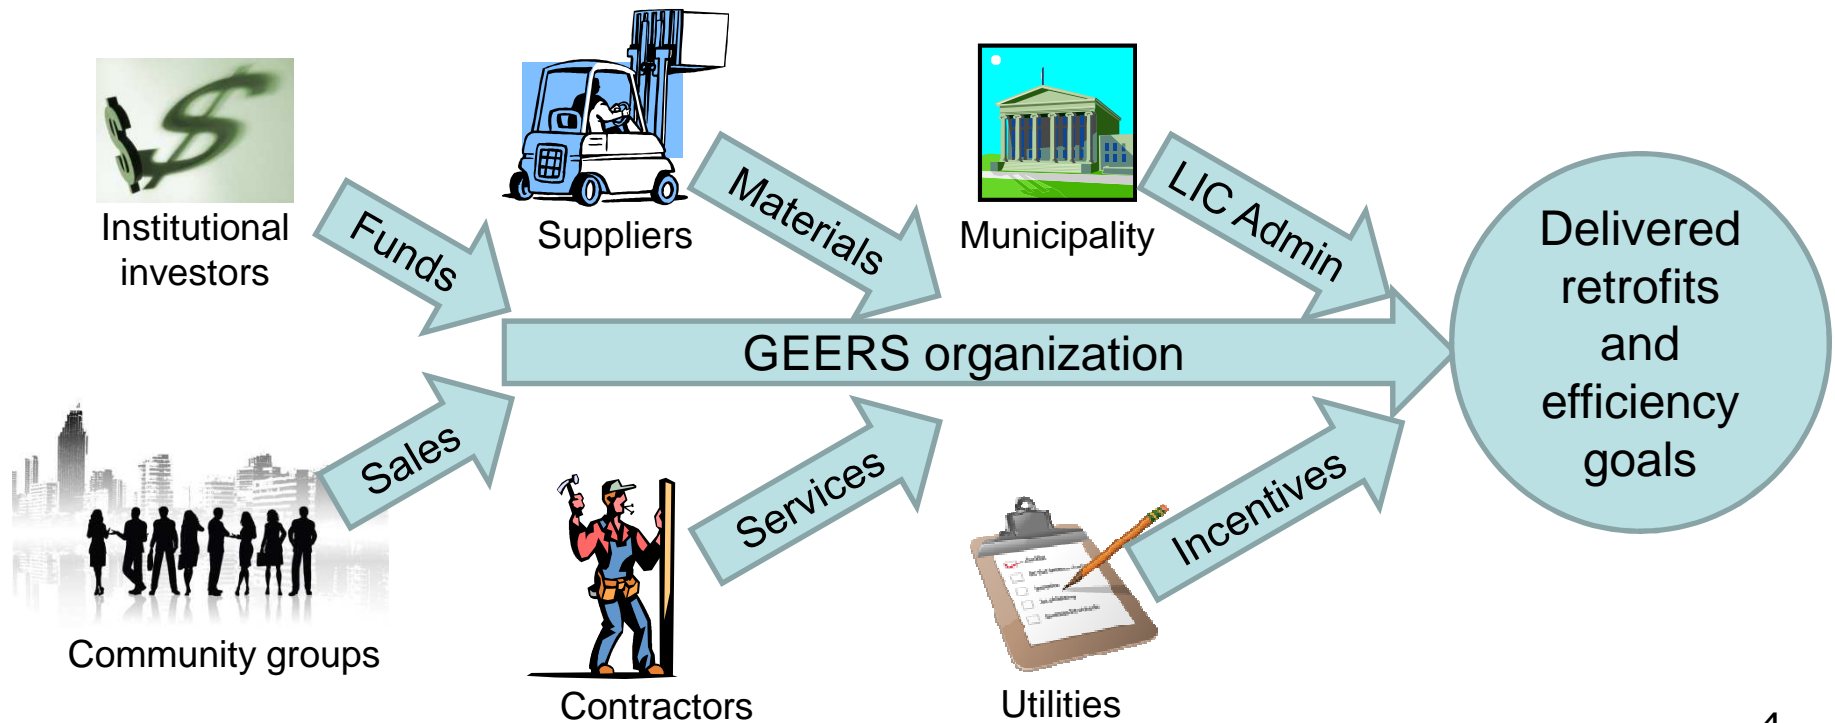 Institutional
investors
Funds
Suppliers
Materials
Municipality
LIC Admin
GEERS organization
Delivered
retrofits
and
efficiency
goals
Sales
Community groups
Services
Contractors
Incentives
Utilities